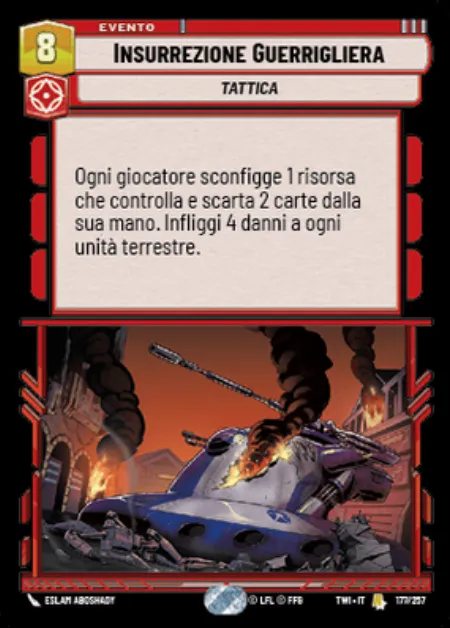 EVENTO
8
INSURREZIONE GUERRIGLIERA
TATTICA
Ogni giocatore sconfigge 1 risorsa
che controlla e scarta 2 carte dalla
sua mano. Infliggi 4 danni a ogni
unità terrestre.
ESLAM ABOSHADY
© LFL © FFG
TWI • IT
177/257